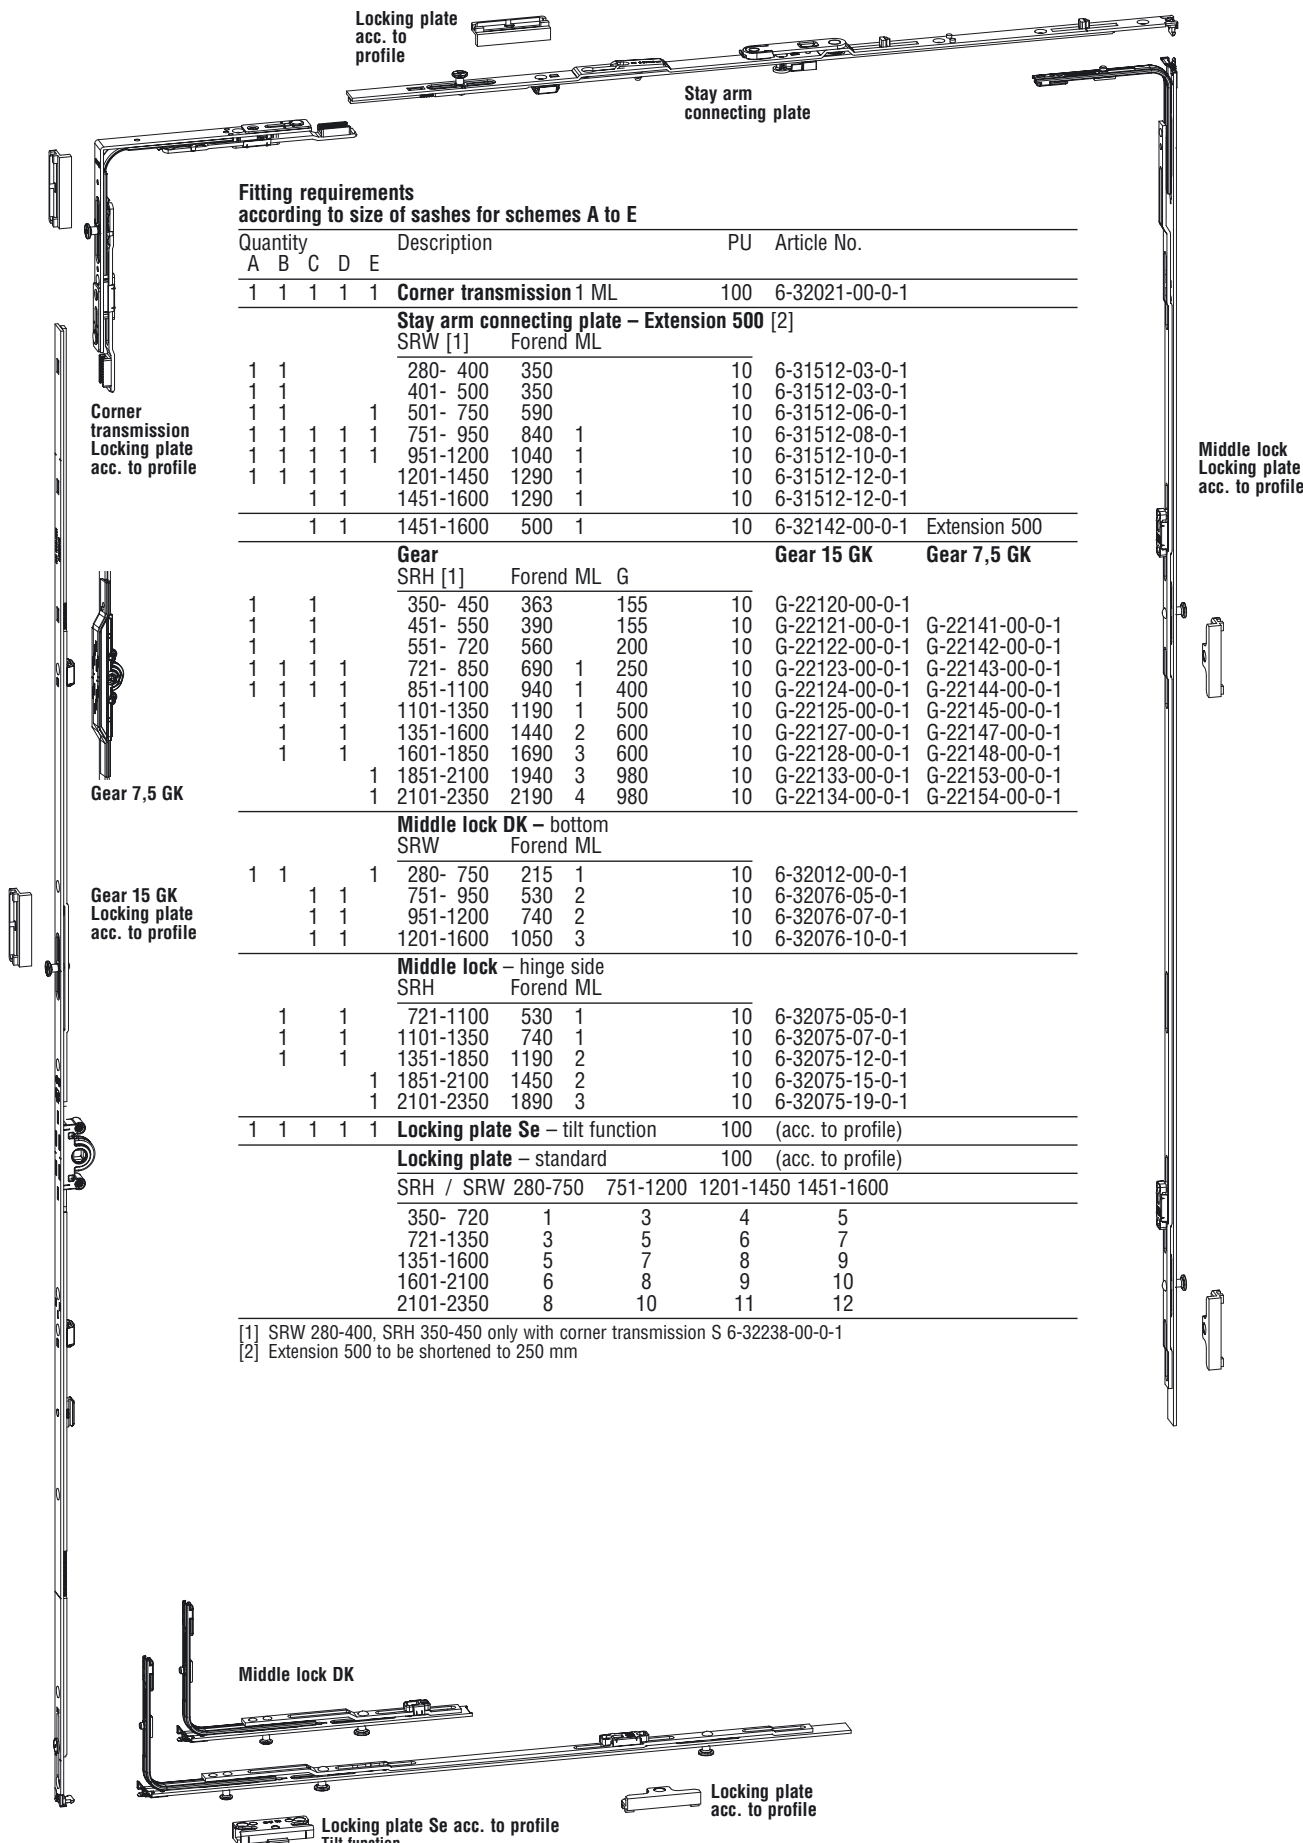 Locking plate
acc. to
profile
Stay arm
connecting plate
Fitting requirements
according to size of sashes for schemes A to E
Quantity Description PU Article No.
A B C D E
1 1 1 1 1 Corner transmission 1 ML 100 6-32021-00-0-1
Stay arm connecting plate – Extension 500 [2]
SRW [1] Forend ML
1 1 280- 400 350 10 6-31512-03-0-1
1 1 401- 500 350 10 6-31512-03-0-1
1 1 1 501- 750 590 10 6-31512-06-0-1
1 1 1 1 1 751- 950 840 1 10 6-31512-08-0-1
1 1 1 1 1 951-1200 1040 1 10 6-31512-10-0-1
1 1 1 1 1201-1450 1290 1 10 6-31512-12-0-1
1 1 1451-1600 1290 1 10 6-31512-12-0-1
1 1 1451-1600 500 1 10 6-32142-00-0-1 Extension 500
Gear Gear 15 GK Gear 7,5 GK
SRH [1] Forend ML G
1 1 350- 450 363 155 10 G-22120-00-0-1
1 1 451- 550 390 155 10 G-22121-00-0-1 G-22141-00-0-1
1 1 551- 720 560 200 10 G-22122-00-0-1 G-22142-00-0-1
1 1 1 1 721- 850 690 1 250 10 G-22123-00-0-1 G-22143-00-0-1
1 1 1 1 851-1100 940 1 400 10 G-22124-00-0-1 G-22144-00-0-1
1 1 1101-1350 1190 1 500 10 G-22125-00-0-1 G-22145-00-0-1
1 1 1351-1600 1440 2 600 10 G-22127-00-0-1 G-22147-00-0-1
1 1 1601-1850 1690 3 600 10 G-22128-00-0-1 G-22148-00-0-1
1 1851-2100 1940 3 980 10 G-22133-00-0-1 G-22153-00-0-1
1 2101-2350 2190 4 980 10 G-22134-00-0-1 G-22154-00-0-1
Middle lock DK – bottom
SRW Forend ML
1 1 1 280- 750 215 1 10 6-32012-00-0-1
1 1 751- 950 530 2 10 6-32076-05-0-1
1 1 951-1200 740 2 10 6-32076-07-0-1
1 1 1201-1600 1050 3 10 6-32076-10-0-1
Middle lock – hinge side
SRH Forend ML
1 1 721-1100 530 1 10 6-32075-05-0-1
1 1 1101-1350 740 1 10 6-32075-07-0-1
1 1 1351-1850 1190 2 10 6-32075-12-0-1
1 1851-2100 1450 2 10 6-32075-15-0-1
1 2101-2350 1890 3 10 6-32075-19-0-1
1 1 1 1 1 Locking plate Se – tilt function 100 (acc. to profile)
Locking plate – standard 100 (acc. to profile)
SRH / SRW 280-750 751-1200 1201-1450 1451-1600
350- 720 1 3 4 5
721-1350 3 5 6 7
1351-1600 5 7 8 9
1601-2100 6 8 9 10
2101-2350 8 10 11 12
[1] SRW 280-400, SRH 350-450 only with corner transmission S 6-32238-00-0-1
[2] Extension 500 to be shortened to 250 mm
Corner
transmission
Locking plate
acc. to profile
Middle lock
Locking plate
acc. to profile
Gear 7,5 GK
Gear 15 GK
Locking plate
acc. to profile
Middle lock DK
Locking plate
acc. to profile
Locking plate Se acc. to profile
Tilt function